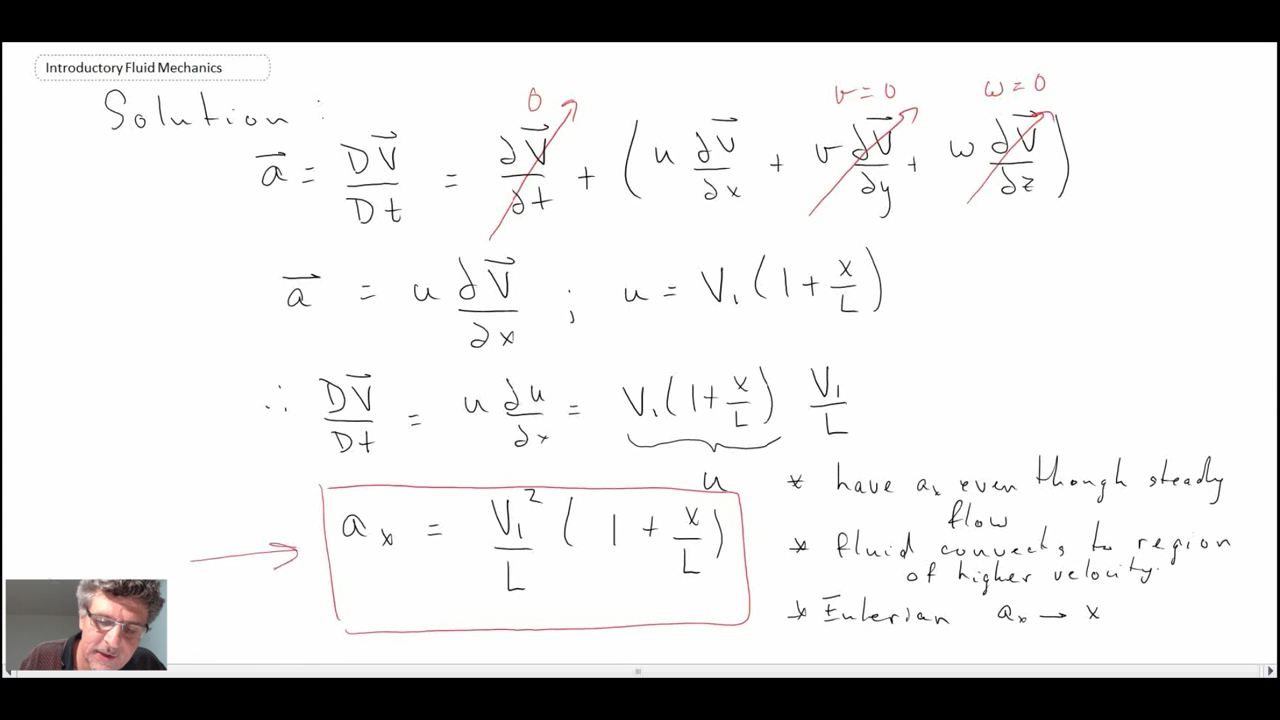 Introductory Fluid Mechanics
Solution :
0
v = 0
w = 0
a⃗ = DV⃗/Dt = ∂V⃗/∂t + ( u ∂V⃗/∂x + v ∂V⃗/∂y + w ∂V⃗/∂z )
a⃗ = u ∂V⃗/∂x ; u = V₁ ( 1 + x/L )
∴ DV⃗/Dt = u ∂u/∂x = V₁ ( 1 + x/L ) V₁/L
u
aₓ = V₁²/L ( 1 + x/L )
* have aₓ even though steady
flow
* fluid convects to region
of higher velocity.
* Eulerian aₓ → x